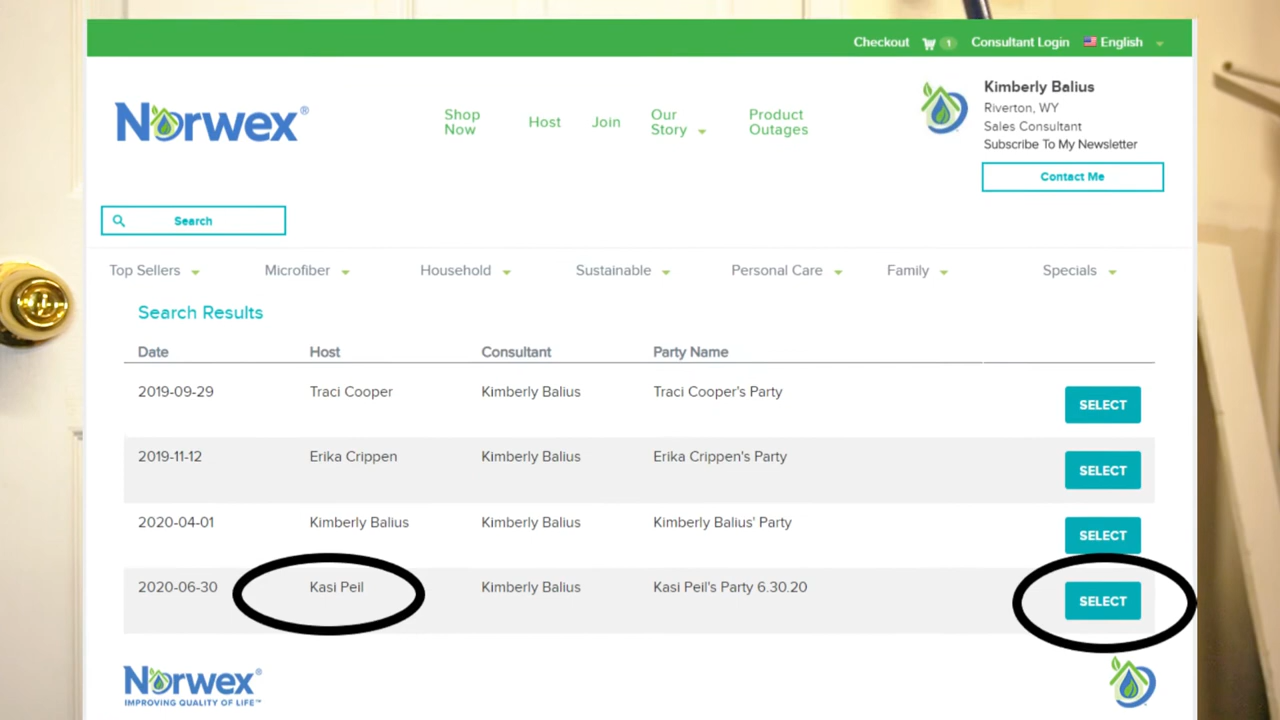 Checkout 1 Consultant Login English
Norwex®
Shop Now
Host
Join
Our Story
Product Outages
Kimberly Balius
Riverton, WY
Sales Consultant
Subscribe To My Newsletter
Contact Me
Search
Top Sellers Microfiber Household Sustainable Personal Care Family Specials
Search Results
Date Host Consultant Party Name
2019-09-29 Traci Cooper Kimberly Balius Traci Cooper's Party SELECT
2019-11-12 Erika Crippen Kimberly Balius Erika Crippen's Party SELECT
2020-04-01 Kimberly Balius Kimberly Balius' Party SELECT
2020-06-30 Kasi Peil Kimberly Balius Kasi Peil's Party 6.30.20 SELECT
Norwex®
IMPROVING QUALITY OF LIFE™